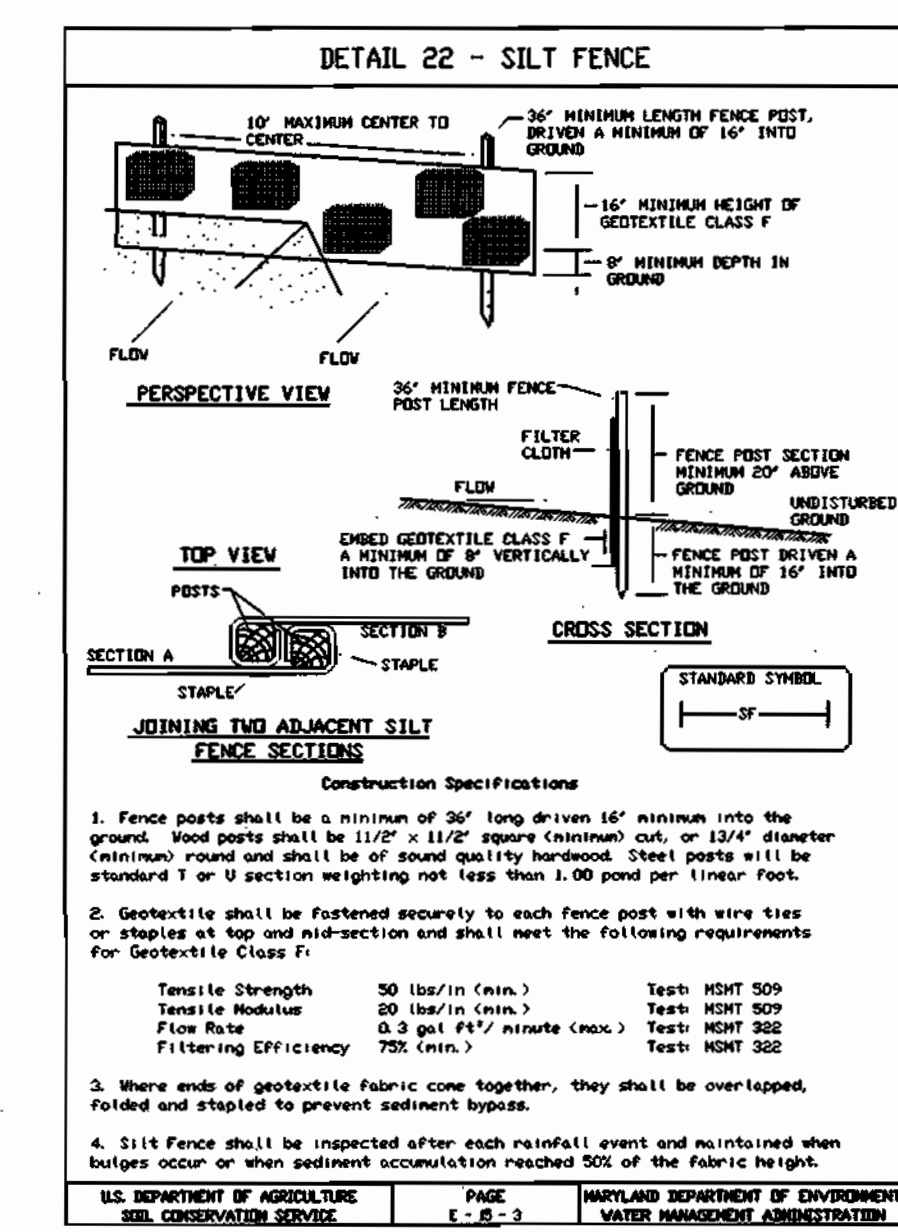 DETAIL 22 - SILT FENCE
10' MAXIMUM CENTER TO
CENTER
36" MINIMUM LENGTH FENCE POST,
DRIVEN A MINIMUM OF 16" INTO
GROUND
16" MINIMUM HEIGHT OF
GEOTEXTILE CLASS F
8" MINIMUM DEPTH IN
GROUND
FLOW
FLOW
PERSPECTIVE VIEW
36" MINIMUM FENCE
POST LENGTH
FILTER
CLOTH
FENCE POST SECTION
MINIMUM 20" ABOVE
GROUND
FLOW
UNDISTURBED
GROUND
EMBED GEOTEXTILE CLASS F
A MINIMUM OF 8" VERTICALLY
INTO THE GROUND
FENCE POST DRIVEN A
MINIMUM OF 16" INTO
THE GROUND
CROSS SECTION
TOP VIEW
POSTS
SECTION B
SECTION A
STAPLE
STAPLE
JOINING TWO ADJACENT SILT
FENCE SECTIONS
STANDARD SYMBOL
SF
Construction Specifications
1. Fence posts shall be a minimum of 36" long driven 16" minimum into the
ground. Wood posts shall be 11/2" x 11/2" square (minimum) cut, or 13/4" diameter
(minimum) round and shall be of sound quality hardwood. Steel posts will be
standard T or U section weighting not less than 1.00 pond per linear foot.
2. Geotextile shall be fastened securely to each fence post with wire ties
or staples at top and mid-section and shall meet the following requirements
for Geotextile Class F:
Tensile Strength 50 lbs/in (min.) Test: MSMT 509
Tensile Modulus 20 lbs/in (min.) Test: MSMT 509
Flow Rate 0.3 gal ft²/ minute (max.) Test: MSMT 322
Filtering Efficiency 75% (min.) Test: MSMT 322
3. Where ends of geotextile fabric come together, they shall be overlapped,
folded and stapled to prevent sediment bypass.
4. Silt Fence shall be inspected after each rainfall event and maintained when
bulges occur or when sediment accumulation reached 50% of the fabric height.
U.S. DEPARTMENT OF AGRICULTURE
SOIL CONSERVATION SERVICE
PAGE
E - 15 - 3
MARYLAND DEPARTMENT OF ENVIRONMENT
WATER MANAGEMENT ADMINISTRATION